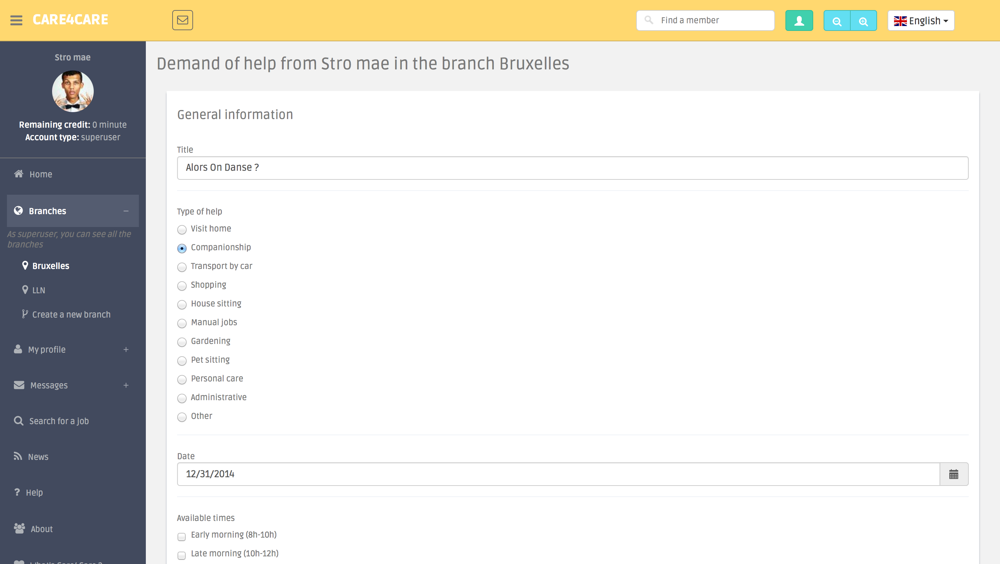 CARE4CARE
Find a member
English
Stro mae
Remaining credit: 0 minute
Account type: superuser
Home
Branches
As superuser, you can see all the
branches
Bruxelles
LLN
Create a new branch
My profile
Messages
Search for a job
News
Help
About
Demand of help from Stro mae in the branch Bruxelles
General information
Title
Alors On Danse ?
Type of help
Visit home
Companionship
Transport by car
Shopping
House sitting
Manual jobs
Gardening
Pet sitting
Personal care
Administrative
Other
Date
12/31/2014
Available times
Early morning (8h-10h)
Late morning (10h-12h)